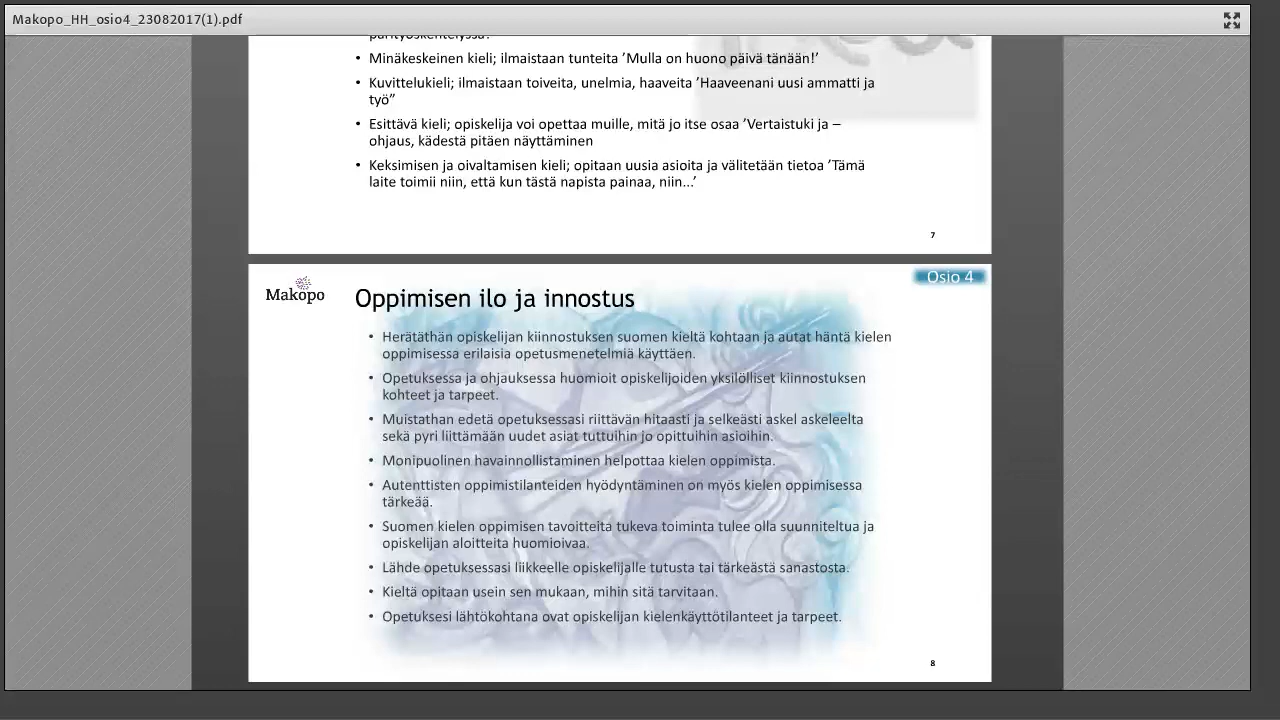 Makopo_HH_osio4_23082017(1).pdf
• Minäkeskeinen kieli; ilmaistaan tunteita ’Mulla on huono päivä tänään!’
• Kuvittelukieli; ilmaistaan toiveita, unelmia, haaveita ’Haaveenani uusi ammatti ja
työ”
• Esittävä kieli; opiskelija voi opettaa muille, mitä jo itse osaa ’Vertaistuki ja –
ohjaus, kädestä pitäen näyttäminen
• Keksimisen ja oivaltamisen kieli; opitaan uusia asioita ja välitetään tietoa ’Tämä
laite toimii niin, että kun tästä napista painaa, niin...’
7
Osio 4
Makopo
Oppimisen ilo ja innostus
• Herätäthän opiskelijan kiinnostuksen suomen kieltä kohtaan ja autat häntä kielen
oppimisessa erilaisia opetusmenetelmiä käyttäen.
• Opetuksessa ja ohjauksessa huomioit opiskelijoiden yksilölliset kiinnostuksen
kohteet ja tarpeet.
• Muistathan edetä opetuksessasi riittävän hitaasti ja selkeästi askel askeleelta
sekä pyri liittämään uudet asiat tuttuihin jo opittuihin asioihin.
• Monipuolinen havainnollistaminen helpottaa kielen oppimista.
• Autenttisten oppimistilanteiden hyödyntäminen on myös kielen oppimisessa
tärkeää.
• Suomen kielen oppimisen tavoitteita tukeva toiminta tulee olla suunniteltua ja
opiskelijan aloitteita huomioivaa.
• Lähde opetuksessasi liikkeelle opiskelijalle tutusta tai tärkeästä sanastosta.
• Kieltä opitaan usein sen mukaan, mihin sitä tarvitaan.
• Opetuksesi lähtökohtana ovat opiskelijan kielenkäyttötilanteet ja tarpeet.
8